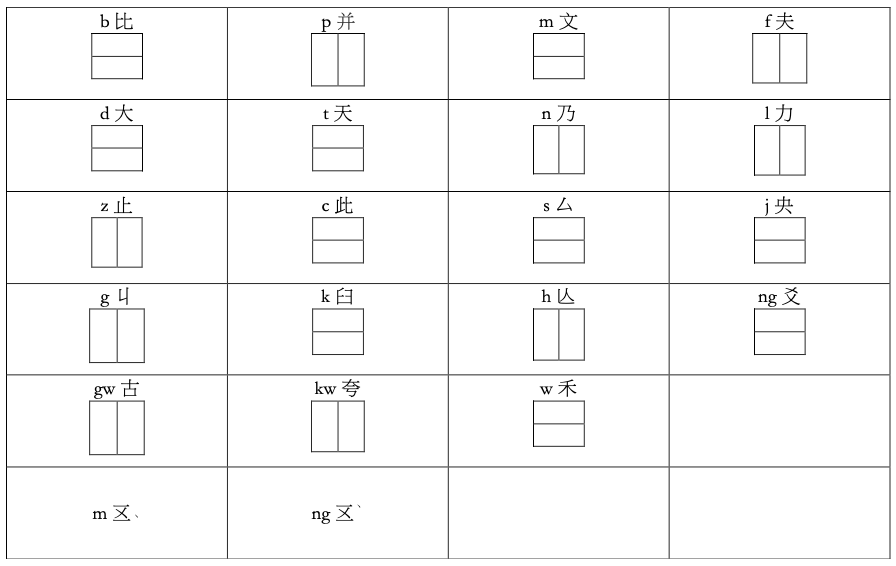 b 比 p 并 m 文 f 夫
d 大 t 天 n 乃 l 力
z 止 c 此 s 厶 j 央
g 丩 k 臼 h 亾 ng 爻
gw 古 kw 夸 w 禾
m 㐅、 ng 㐅`